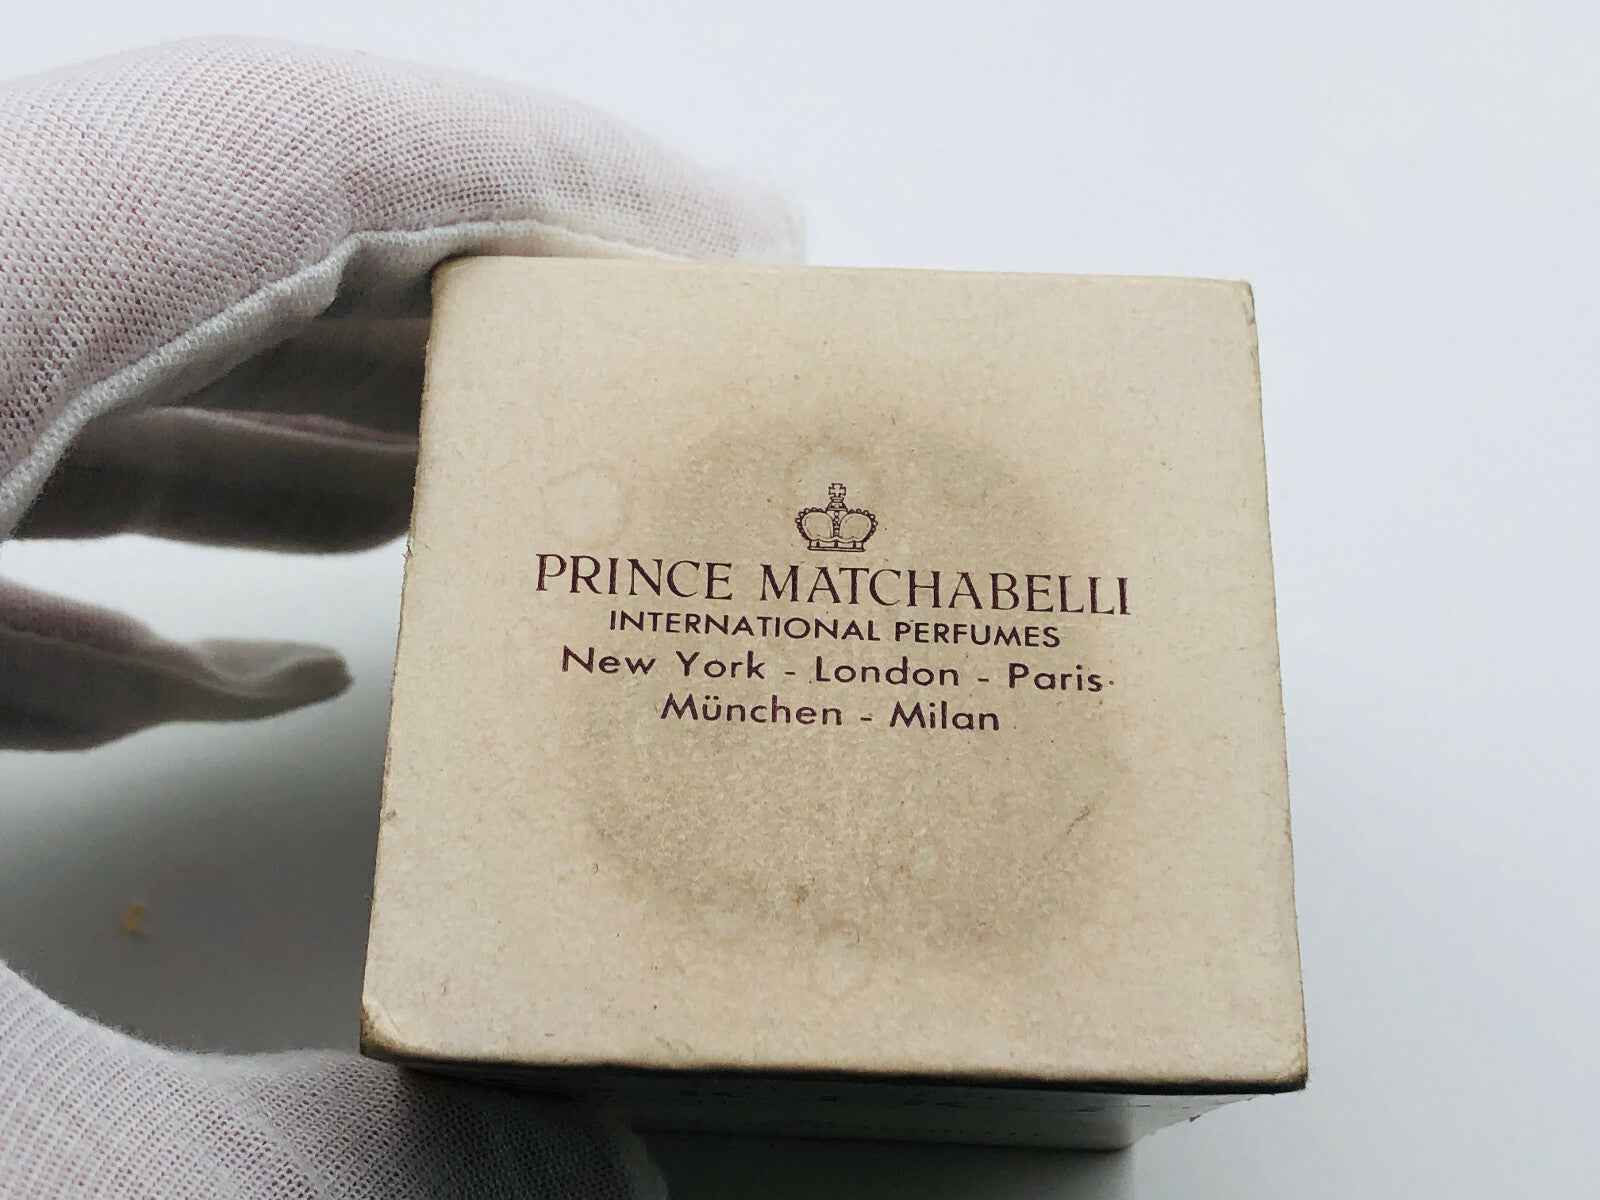 PRINCE MATCHABELLI
INTERNATIONAL PERFUMES
New York - London - Paris
München - Milan